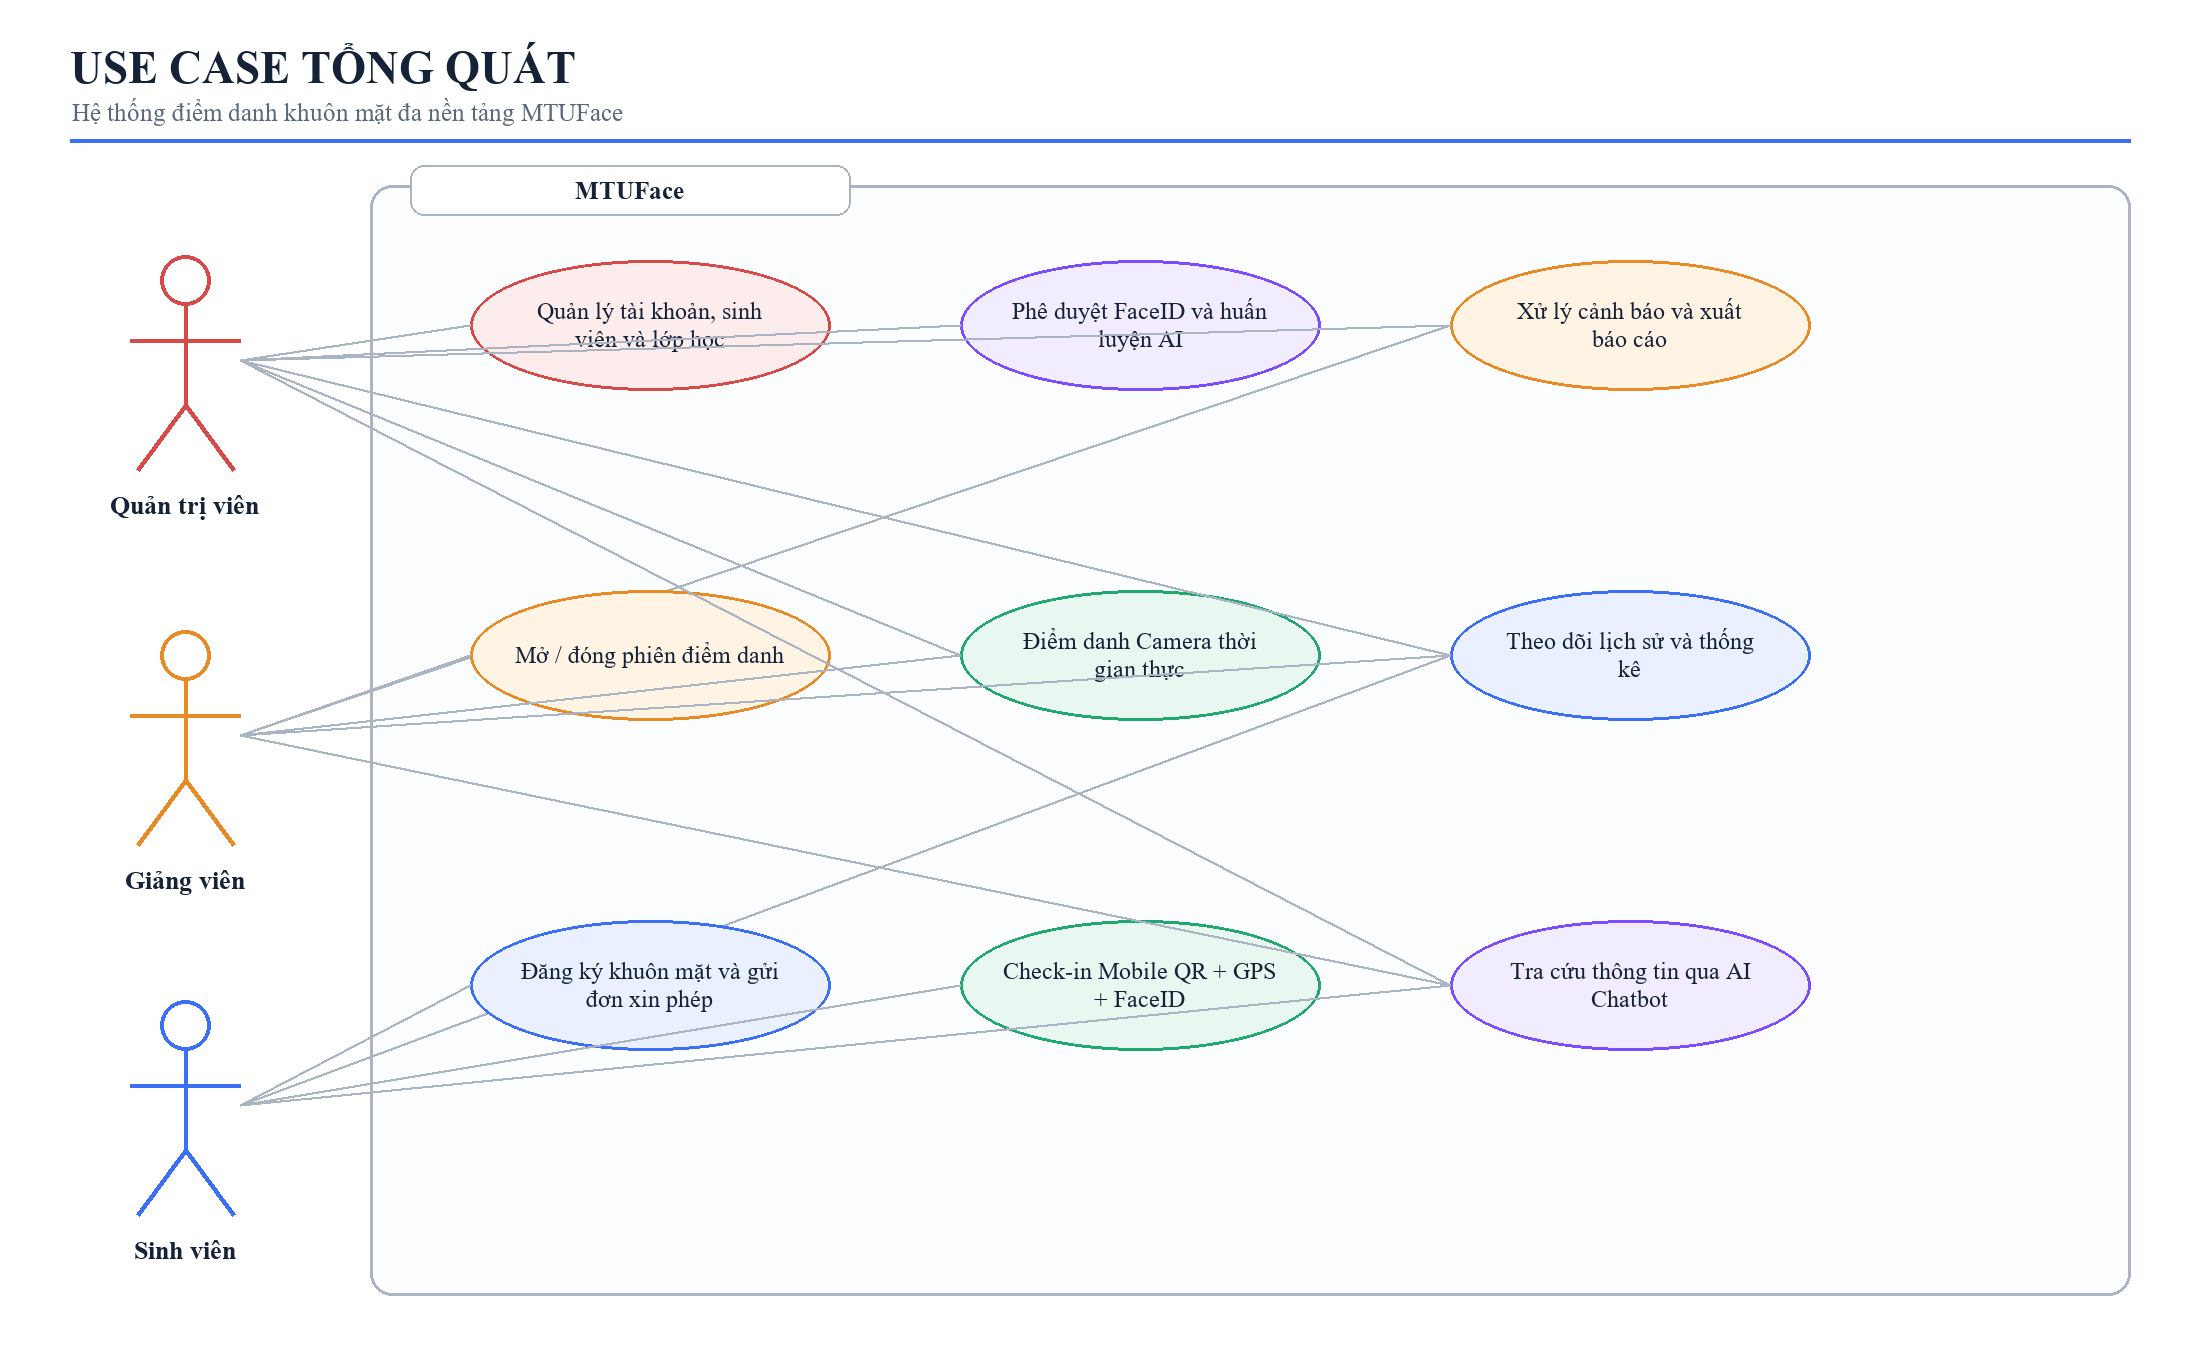 USE CASE TỔNG QUÁT
Hệ thống điểm danh khuôn mặt đa nền tảng MTUFace
MTUFace
Quản lý tài khoản, sinh
viên và lớp học
Phê duyệt FaceID và huấn
luyện AI
Xử lý cảnh báo và xuất
báo cáo
Quản trị viên
Mở / đóng phiên điểm danh
Điểm danh Camera thời
gian thực
Theo dõi lịch sử và thống
kê
Giảng viên
Đăng ký khuôn mặt và gửi
đơn xin phép
Check-in Mobile QR + GPS
+ FaceID
Tra cứu thông tin qua AI
Chatbot
Sinh viên